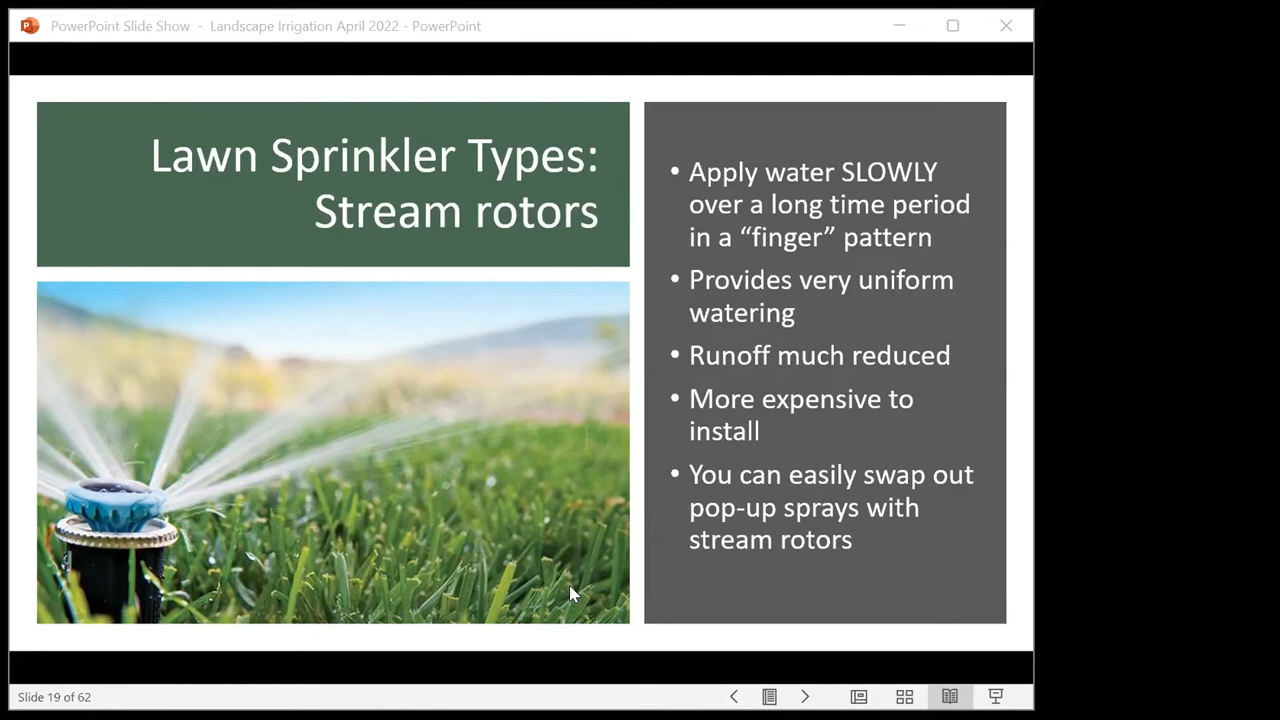 PowerPoint Slide Show - Landscape Irrigation April 2022 - PowerPoint
Lawn Sprinkler Types:
Stream rotors
• Apply water SLOWLY
over a long time period
in a “finger” pattern
• Provides very uniform
watering
• Runoff much reduced
• More expensive to
install
• You can easily swap out
pop-up sprays with
stream rotors
Slide 19 of 62